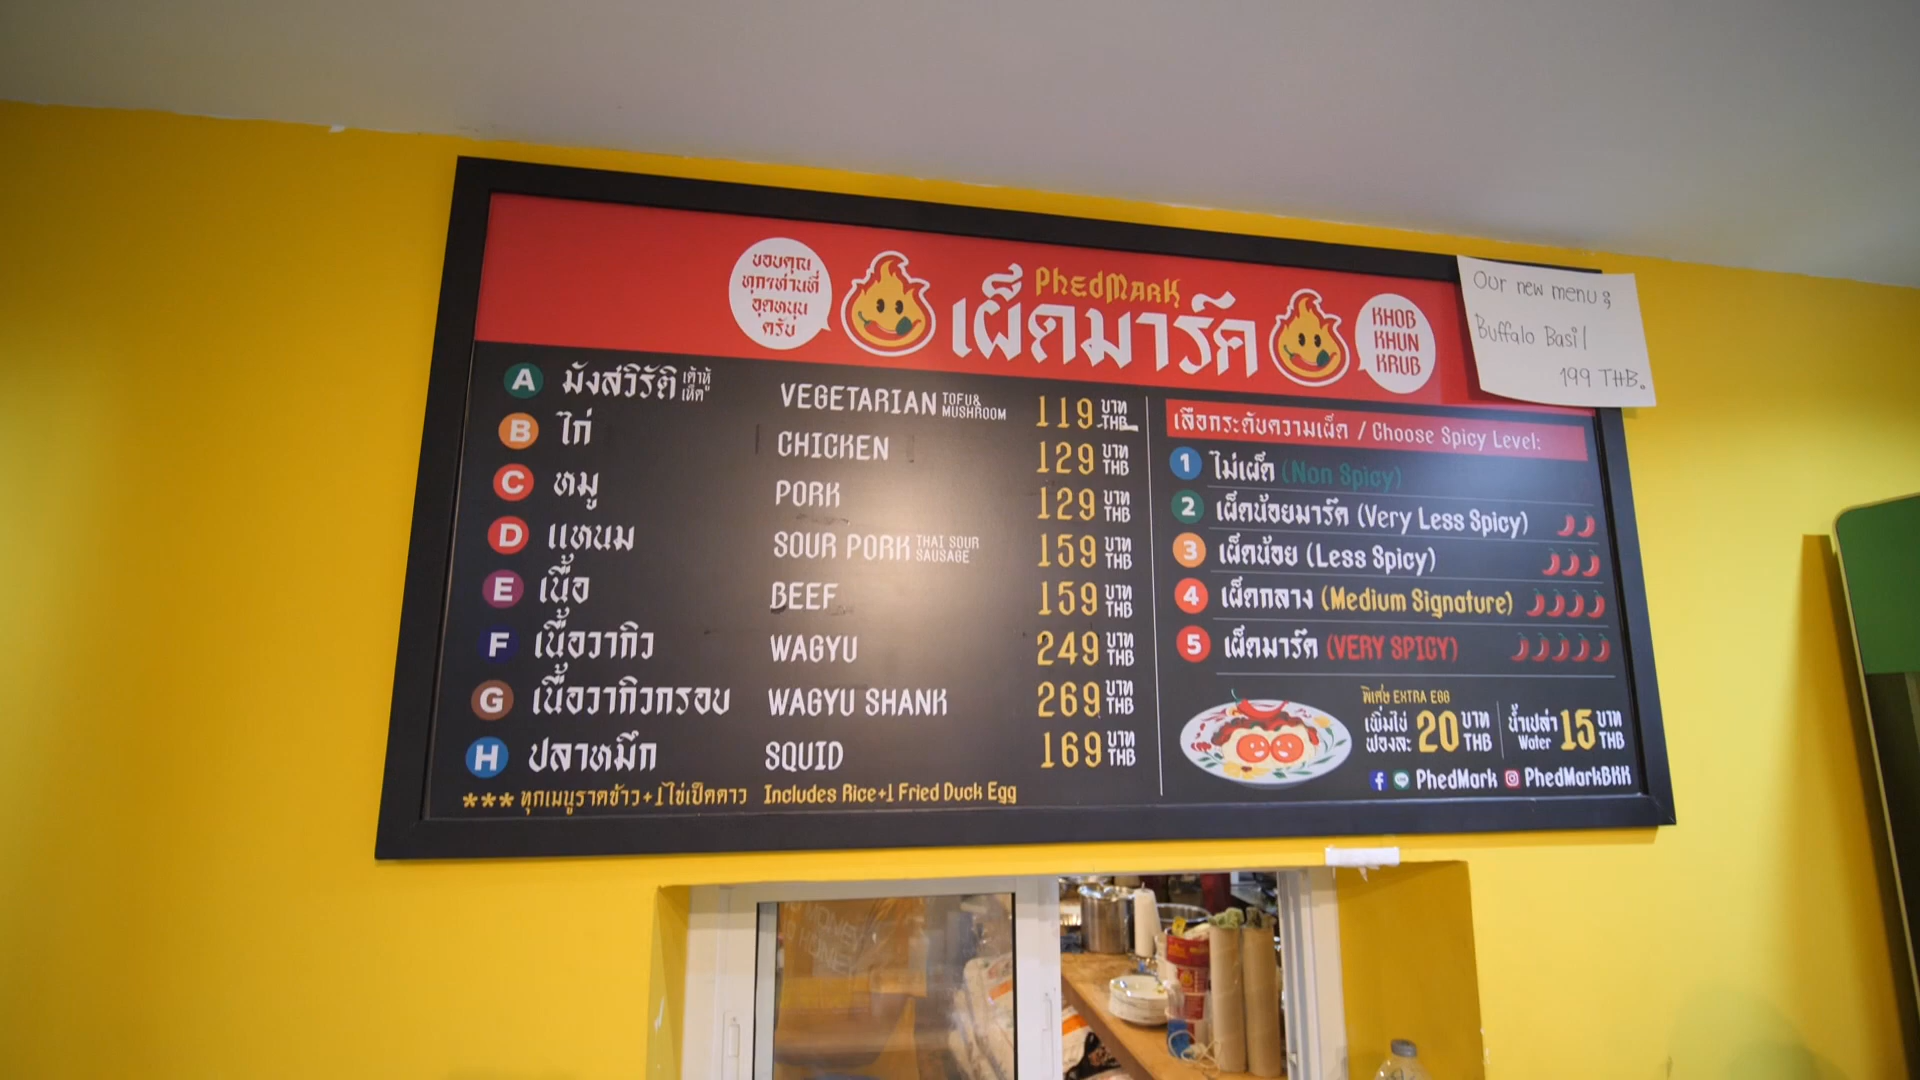 ขอบคุณ
ทุกท่านที่
อุดหนุน
ครับ
PhedMark
เผ็ดมาร์ค
KHOB
KHUN
KRUB
Our new menu ;
Buffalo Basil
199 THB.
A มังสวิรัติ เต้าหู้ เห็ด VEGETARIAN TOFU& MUSHROOM 119 บาท THB
B ไก่ CHICKEN 129 บาท THB
C หมู PORK 129 บาท THB
D แหนม SOUR PORK THAI SOUR SAUSAGE 159 บาท THB
E เนื้อ BEEF 159 บาท THB
F เนื้อวากิว WAGYU 249 บาท THB
G เนื้อวากิวกรอบ WAGYU SHANK 269 บาท THB
H ปลาหมึก SQUID 169 บาท THB
*** ทุกเมนูราดข้าว+1ไข่เป็ดดาว Includes Rice+1 Fried Duck Egg
เลือกระดับความเผ็ด / Choose Spicy Level:
1 ไม่เผ็ด (Non Spicy)
2 เผ็ดน้อยมาร์ค (Very Less Spicy)
3 เผ็ดน้อย (Less Spicy)
4 เผ็ดกลาง (Medium Signature)
5 เผ็ดมาร์ค (VERY SPICY)
พิเศษ EXTRA EGG
เพิ่มไข่ ฟองละ 20 บาท THB
น้ำเปล่า Water 15 บาท THB
PhedMark PhedMarkBKK